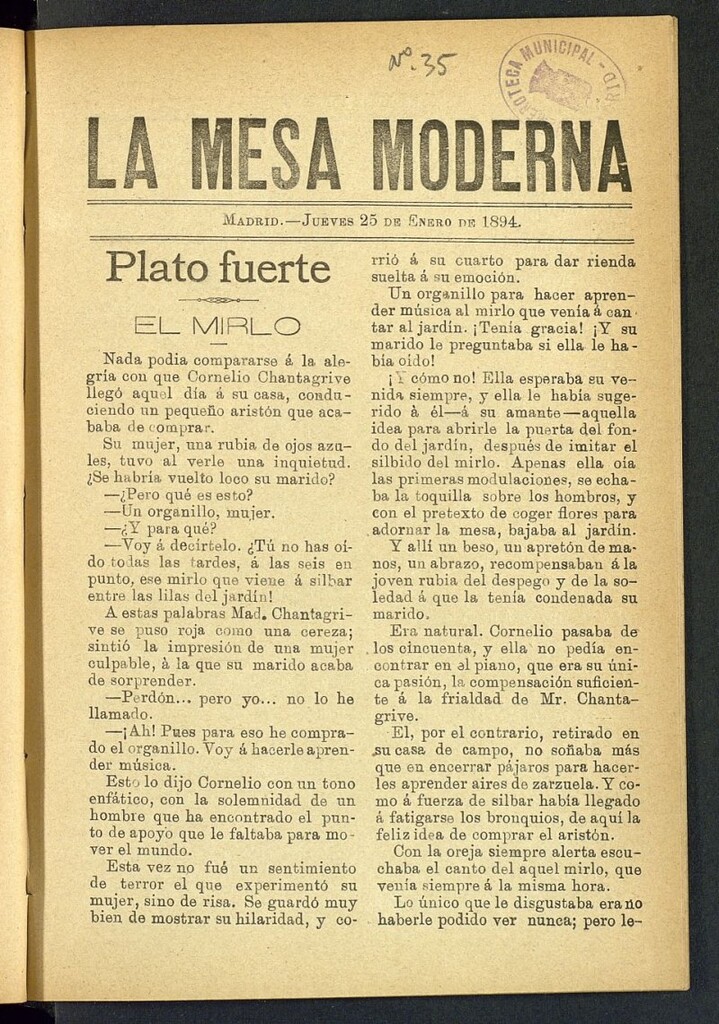 Nº. 35
MUNICIPAL
LA MESA MODERNA
MADRID.—JUEVES 25 DE ENERO DE 1894.
Plato fuerte
EL MIRLO
Nada podia compararse á la ale-
gría con que Cornelio Chantagrive
llegó aquel día á su casa, condu-
ciendo un pequeño aristón que aca-
baba de comprar.
Su mujer, una rubia de ojos azu-
les, tuvo al verle una inquietud.
¿Se habría vuelto loco su marido?
—¿Pero qué es esto?
—Un organillo, mujer.
—¿Y para qué?
—Voy á decírtelo. ¿Tú no has oí-
do todas las tardes, á las seis en
punto, ese mirlo que viene á silbar
entre las lilas del jardín!
A estas palabras Mad. Chantagri-
ve se puso roja como una cereza;
sintió la impresión de una mujer
culpable, á la que su marido acaba
de sorprender.
—Perdón... pero yo... no lo he
llamado.
—¡Ah! Pues para eso he compra-
do el organillo. Voy á hacerle apren-
der música.
Esto lo dijo Cornelio con un tono
enfático, con la solemnidad de un
hombre que ha encontrado el pun-
to de apoyo que le faltaba para mo-
ver el mundo.
Esta vez no fué un sentimiento
de terror el que experimentó su
mujer, sino de risa. Se guardó muy
bien de mostrar su hilaridad, y co-
rrió á su cuarto para dar rienda
suelta á su emoción.
Un organillo para hacer apren-
der música al mirlo que venía á can-
tar al jardín. ¡Tenía gracia! ¡Y su
marido le preguntaba si ella le ha-
bía oído!
¡Y cómo no! Ella esperaba su ve-
nida siempre, y ella le había suge-
rido á él—á su amante—aquella
idea para abrirle la puerta del fon-
do del jardín, después de imitar el
silbido del mirlo. Apenas ella oía
las primeras modulaciones, se echa-
ba la toquilla sobre los hombros, y
con el pretexto de coger flores para
adornar la mesa, bajaba al jardín.
Y allí un beso, un apretón de ma-
nos, un abrazo, recompensaban á la
joven rubia del despego y de la so-
ledad á que la tenía condenada su
marido.
Era natural. Cornelio pasaba de
los cincuenta, y ella no pedía en-
contrar en el piano, que era su úni-
ca pasión, la compensación suficien-
te á la frialdad de Mr. Chanta-
grive.
El, por el contrario, retirado en
su casa de campo, no soñaba más
que en encerrar pájaros para hacer-
les aprender aires de zarzuela. Y co-
mo á fuerza de silbar había llegado
á fatigarse los bronquios, de aquí la
feliz idea de comprar el aristón.
Con la oreja siempre alerta escu-
chaba el canto del aquel mirlo, que
venía siempre á la misma hora.
Lo único que le disgustaba era no
haberle podido ver nunca; pero le-